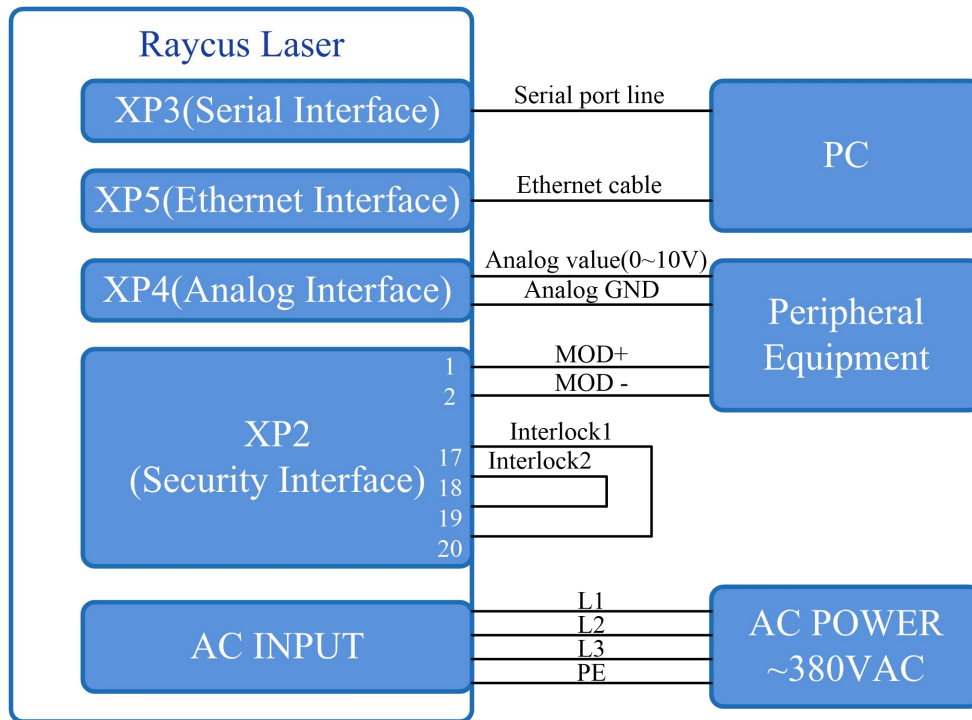 Raycus Laser
XP3(Serial Interface)
Serial port line
PC
XP5(Ethernet Interface)
Ethernet cable
XP4(Analog Interface)
Analog value(0~10V)
Analog GND
Peripheral
Equipment
XP2
(Security Interface)
1
MOD+
2
MOD -
Interlock1
17
Interlock2
18
19
20
AC INPUT
L1
L2
L3
PE
AC POWER
~380VAC